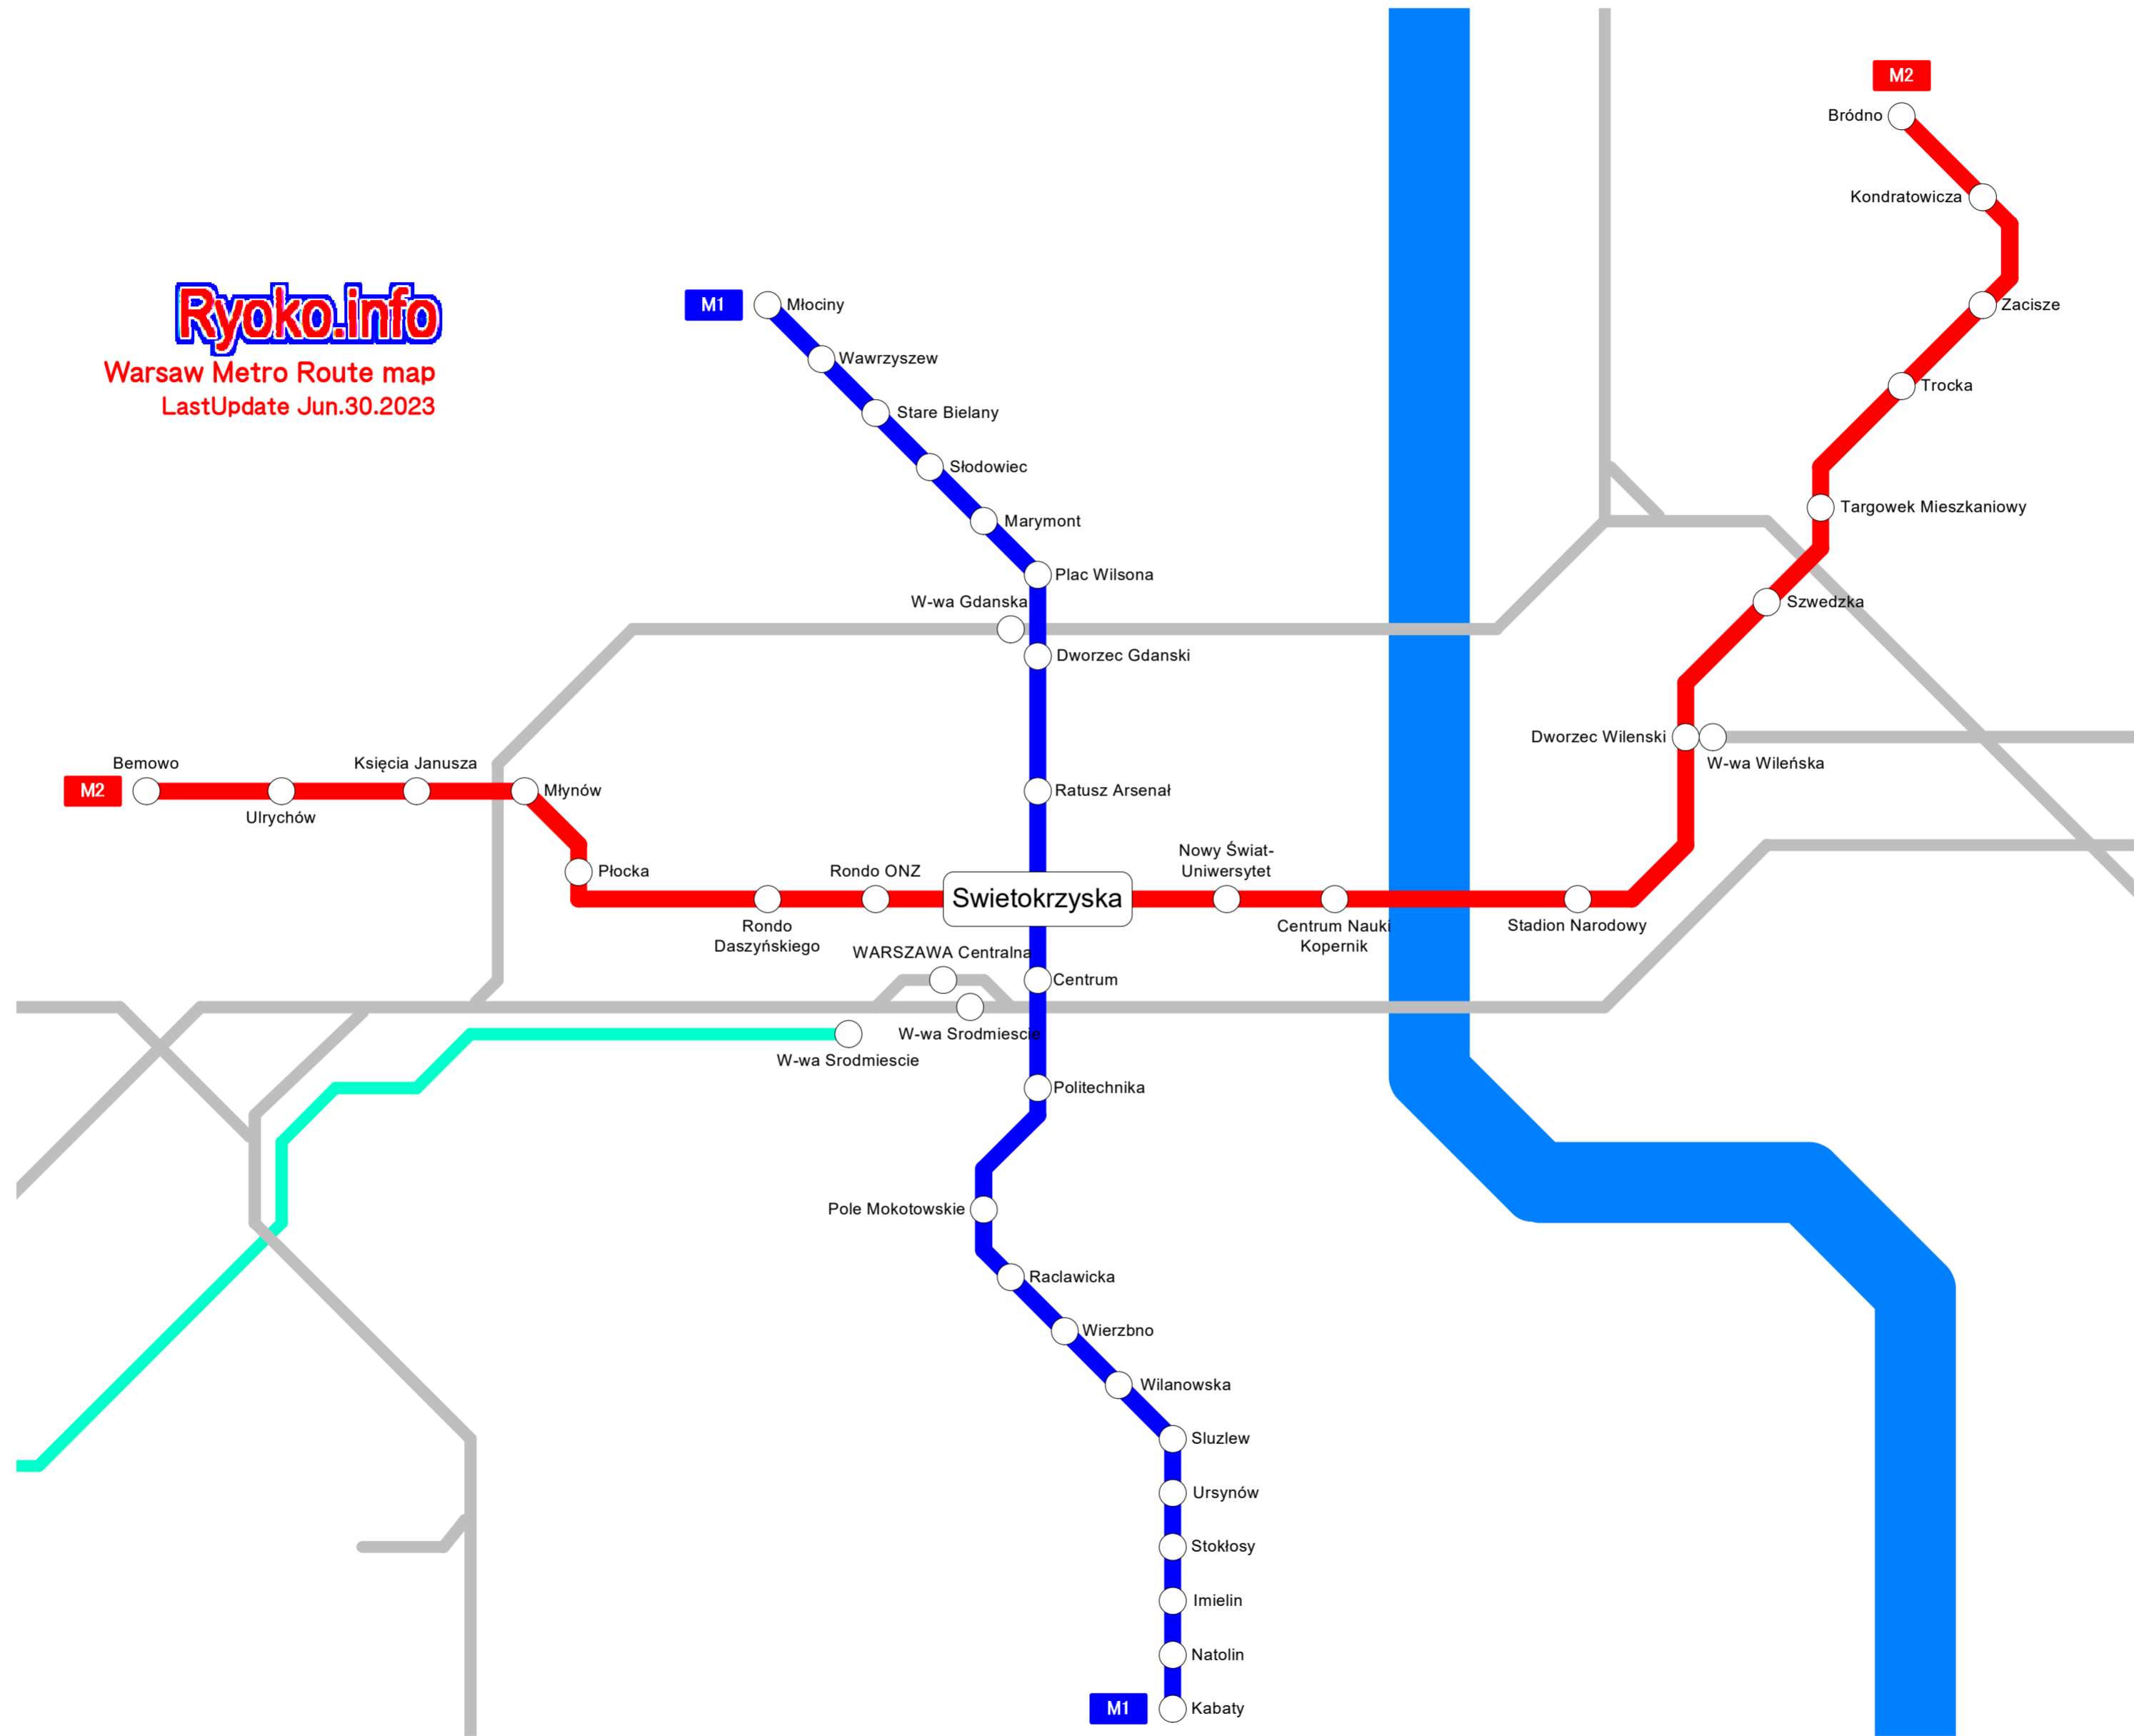 M2
Bródno
Kondratowicza
Ryoko.info
Warsaw Metro Route map
LastUpdate Jun.30.2023
M1
Młociny
Zacisze
Wawrzyszew
Trocka
Stare Bielany
Słodowiec
Targowek Mieszkaniowy
Marymont
Plac Wilsona
W-wa Gdanska
Szwedzka
Dworzec Gdanski
Dworzec Wilenski
W-wa Wileńska
Bemowo
Księcia Janusza
M2
Młynów
Ulrychów
Ratusz Arsenał
Płocka
Rondo ONZ
Nowy Świat-
Uniwersytet
Swietokrzyska
Rondo
Daszyńskiego
Centrum Nauki
Kopernik
Stadion Narodowy
WARSZAWA Centralna
Centrum
W-wa Srodmiescie
W-wa Srodmiescie
Politechnika
Pole Mokotowskie
Raclawicka
Wierzbno
Wilanowska
Sluzlew
Ursynów
Stokłosy
Imielin
Natolin
M1
Kabaty